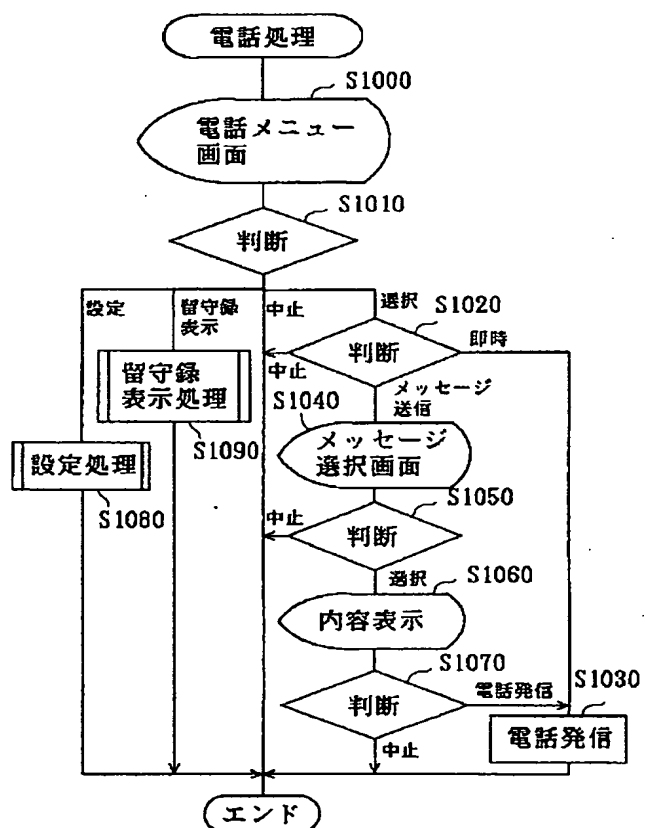 電話処理
S1000
電話メニュー
画面
S1010
判断
設定
留守録
表示
中止
選択
S1020
判断
即時
中止
メッセージ
送信
留守録
表示処理
S1090
S1040
メッセージ
選択画面
設定処理
S1080
S1050
中止
判断
選択
S1060
内容表示
S1070
判断
電話発信
S1030
電話発信
中止
エンド